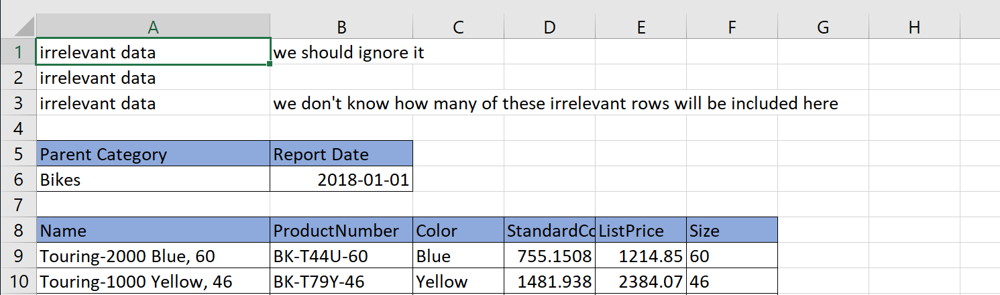 A B C D E F G H
1 irrelevant data we should ignore it
2 irrelevant data
3 irrelevant data we don't know how many of these irrelevant rows will be included here
4
5 Parent Category Report Date
6 Bikes 2018-01-01
7
8 Name ProductNumber Color StandardCo ListPrice Size
9 Touring-2000 Blue, 60 BK-T44U-60 Blue 755.1508 1214.85 60
10 Touring-1000 Yellow, 46 BK-T79Y-46 Yellow 1481.938 2384.07 46